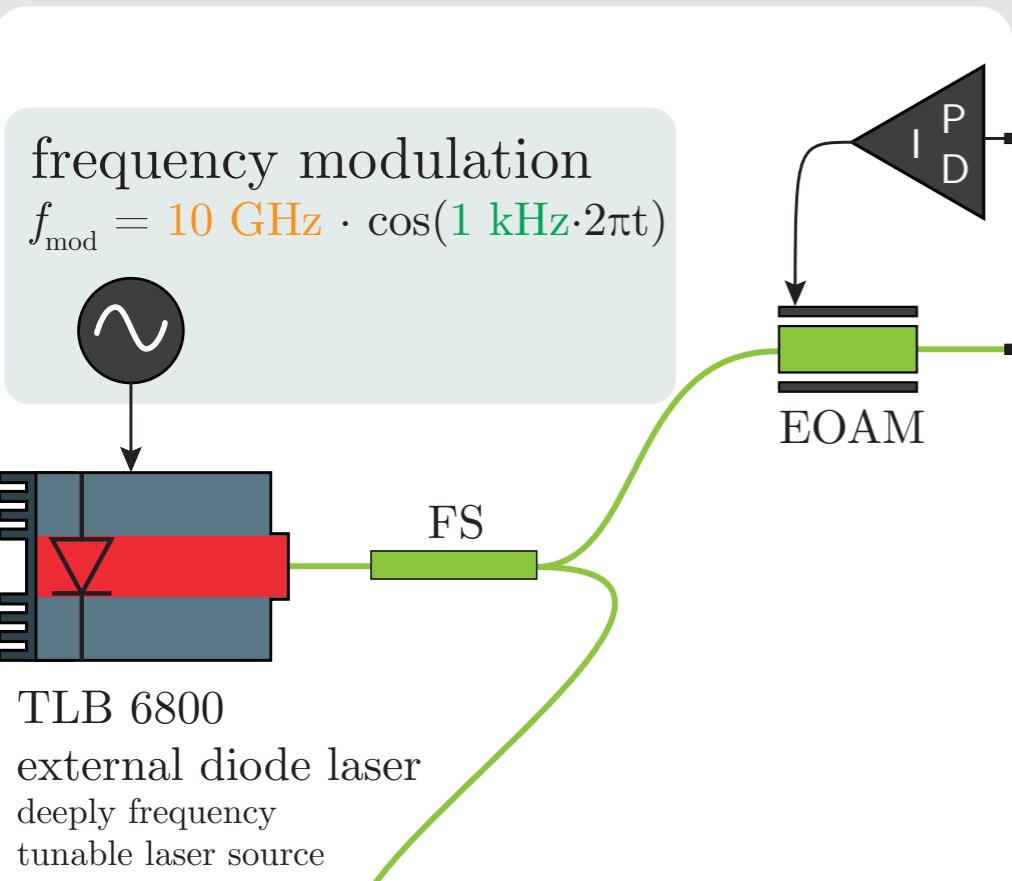 frequency modulation
f_mod = 10 GHz · cos(1 kHz·2πt)
P
I
D
EOAM
FS
TLB 6800
external diode laser
deeply frequency
tunable laser source